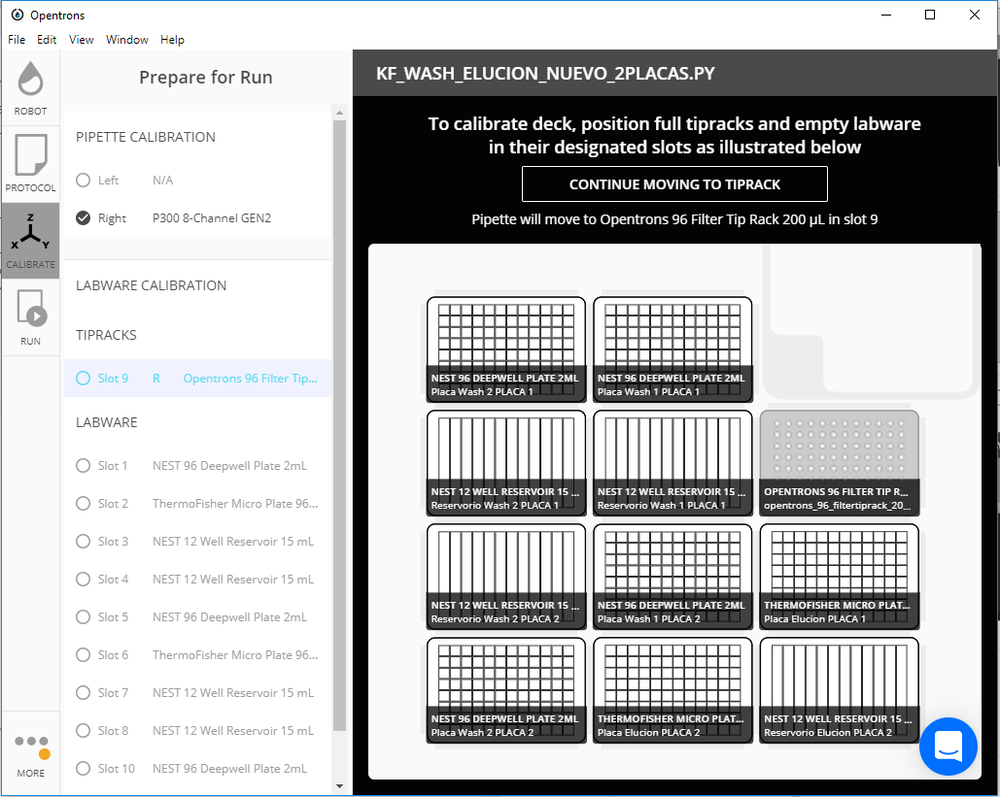 Opentrons
File Edit View Window Help
ROBOT
PROTOCOL
Z
X Y
CALIBRATE
RUN
MORE
Prepare for Run
PIPETTE CALIBRATION
Left N/A
Right P300 8-Channel GEN2
LABWARE CALIBRATION
TIPRACKS
Slot 9 R Opentrons 96 Filter Tip...
LABWARE
Slot 1 NEST 96 Deepwell Plate 2mL
Slot 2 ThermoFisher Micro Plate 96...
Slot 3 NEST 12 Well Reservoir 15 mL
Slot 4 NEST 12 Well Reservoir 15 mL
Slot 5 NEST 96 Deepwell Plate 2mL
Slot 6 ThermoFisher Micro Plate 96...
Slot 7 NEST 12 Well Reservoir 15 mL
Slot 8 NEST 12 Well Reservoir 15 mL
Slot 10 NEST 96 Deepwell Plate 2mL
KF_WASH_ELUCION_NUEVO_2PLACAS.PY
To calibrate deck, position full tipracks and empty labware
in their designated slots as illustrated below
CONTINUE MOVING TO TIPRACK
Pipette will move to Opentrons 96 Filter Tip Rack 200 µL in slot 9
NEST 96 DEEPWELL PLATE 2ML
Placa Wash 2 PLACA 1
NEST 96 DEEPWELL PLATE 2ML
Placa Wash 1 PLACA 1
NEST 12 WELL RESERVOIR 15 ...
Reservorio Wash 2 PLACA 1
NEST 12 WELL RESERVOIR 15 ...
Reservorio Wash 1 PLACA 1
OPENTRONS 96 FILTER TIP R...
opentrons_96_filtertiprack_20...
NEST 12 WELL RESERVOIR 15 ...
Reservorio Wash 2 PLACA 2
NEST 96 DEEPWELL PLATE 2ML
Placa Wash 1 PLACA 2
THERMOFISHER MICRO PLAT...
Placa Elucion PLACA 1
NEST 96 DEEPWELL PLATE 2ML
Placa Wash 2 PLACA 2
THERMOFISHER MICRO PLAT...
Placa Elucion PLACA 2
NEST 12 WELL RESERVOIR 15 ...
Reservorio Elucion PLACA 2